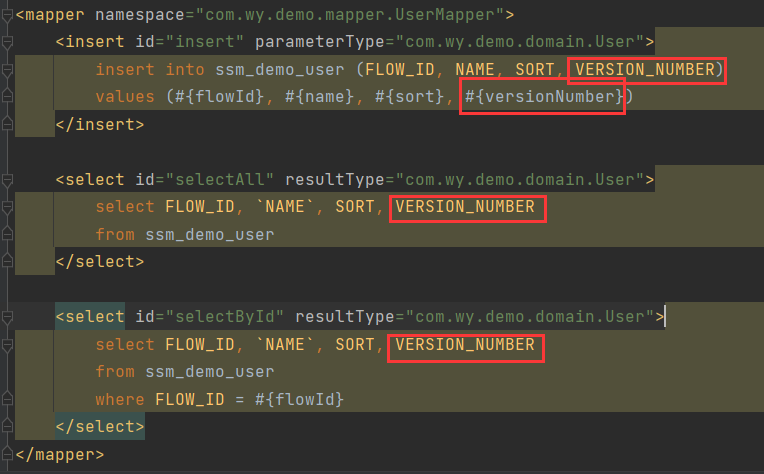 <mapper namespace="com.wy.demo.mapper.UserMapper">
<insert id="insert" parameterType="com.wy.demo.domain.User">
insert into ssm_demo_user (FLOW_ID, NAME, SORT, VERSION_NUMBER)
values (#{flowId}, #{name}, #{sort}, #{versionNumber})
</insert>
<select id="selectAll" resultType="com.wy.demo.domain.User">
select FLOW_ID, `NAME`, SORT, VERSION_NUMBER
from ssm_demo_user
</select>
<select id="selectById" resultType="com.wy.demo.domain.User">
select FLOW_ID, `NAME`, SORT, VERSION_NUMBER
from ssm_demo_user
where FLOW_ID = #{flowId}
</select>
</mapper>